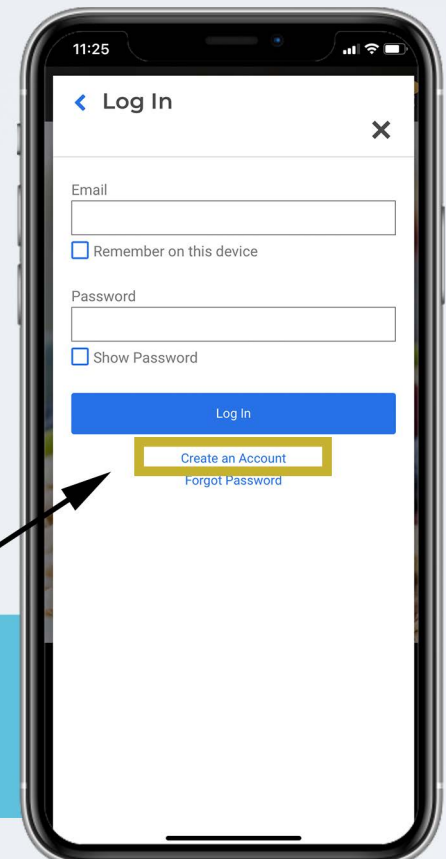 11:25
Log In
Email
Remember on this device
Password
Show Password
Log In
Create an Account
Forgot Password